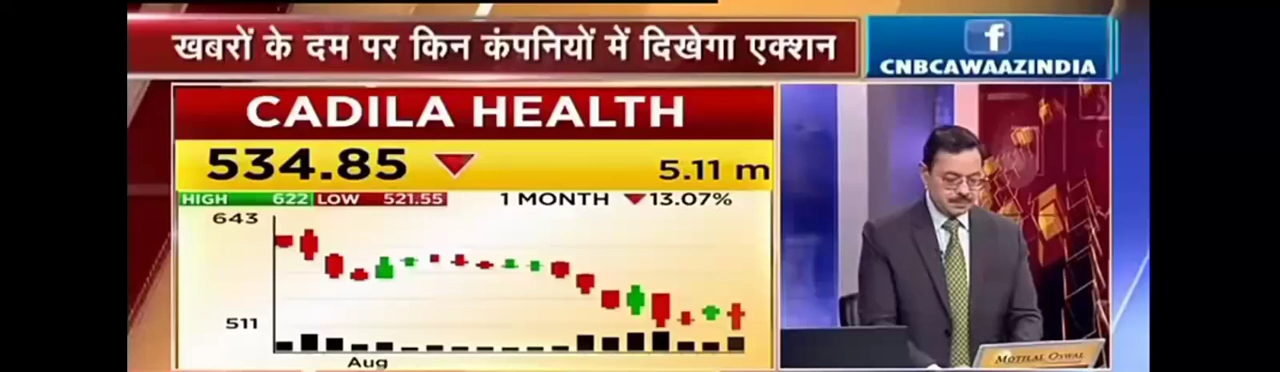 खबरों के दम पर किन कंपनियों में दिखेगा एक्शन
f
CNBCAWAAZINDIA
CADILA HEALTH
534.85
5.11 m
HIGH 622 LOW 521.55
1 MONTH 13.07%
643
511
Aug
MOTILAL OSWAL